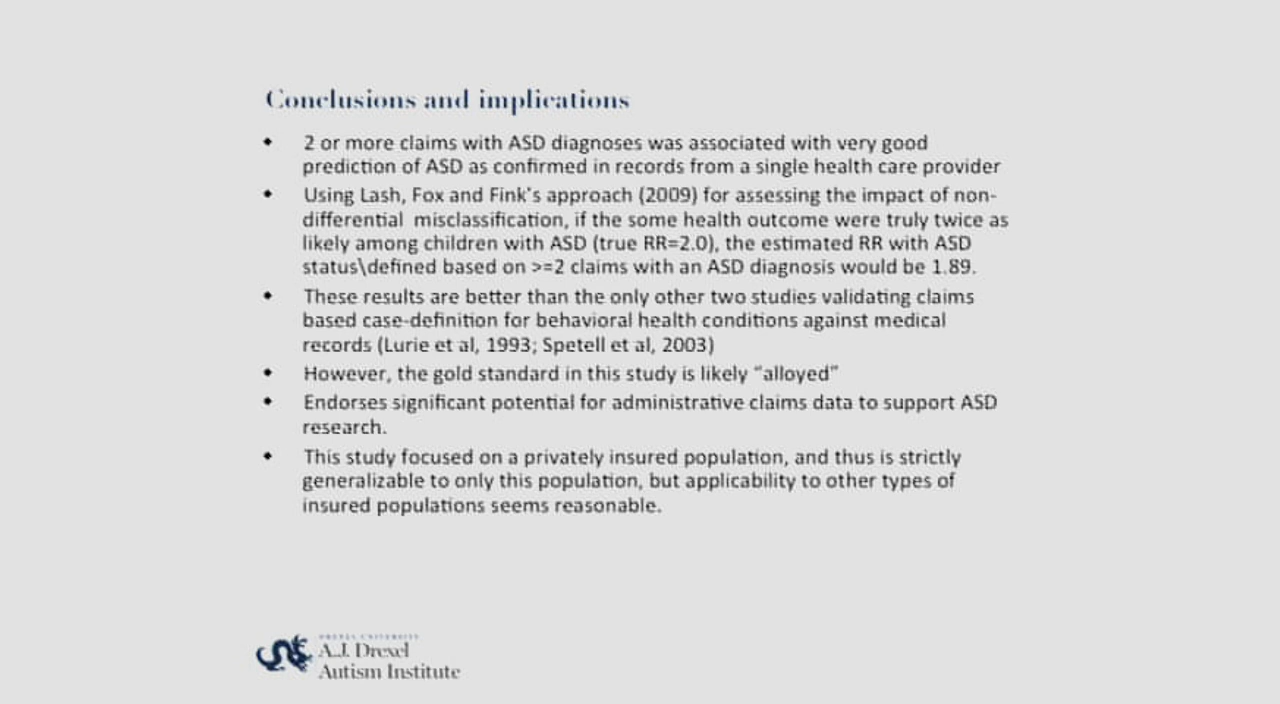 Conclusions and implications
2 or more claims with ASD diagnoses was associated with very good
prediction of ASD as confirmed in records from a single health care provider
Using Lash, Fox and Fink's approach (2009) for assessing the impact of non-
differential misclassification, if the some health outcome were truly twice as
likely among children with ASD (true RR=2.0), the estimated RR with ASD
status\defined based on >=2 claims with an ASD diagnosis would be 1.89.
These results are better than the only other two studies validating claims
based case-definition for behavioral health conditions against medical
records (Lurie et al, 1993; Spetell et al, 2003)
However, the gold standard in this study is likely "alloyed"
Endorses significant potential for administrative claims data to support ASD
research.
This study focused on a privately insured population, and thus is strictly
generalizable to only this population, but applicability to other types of
insured populations seems reasonable.
DREXEL UNIVERSITY
A.J. Drexel
Autism Institute